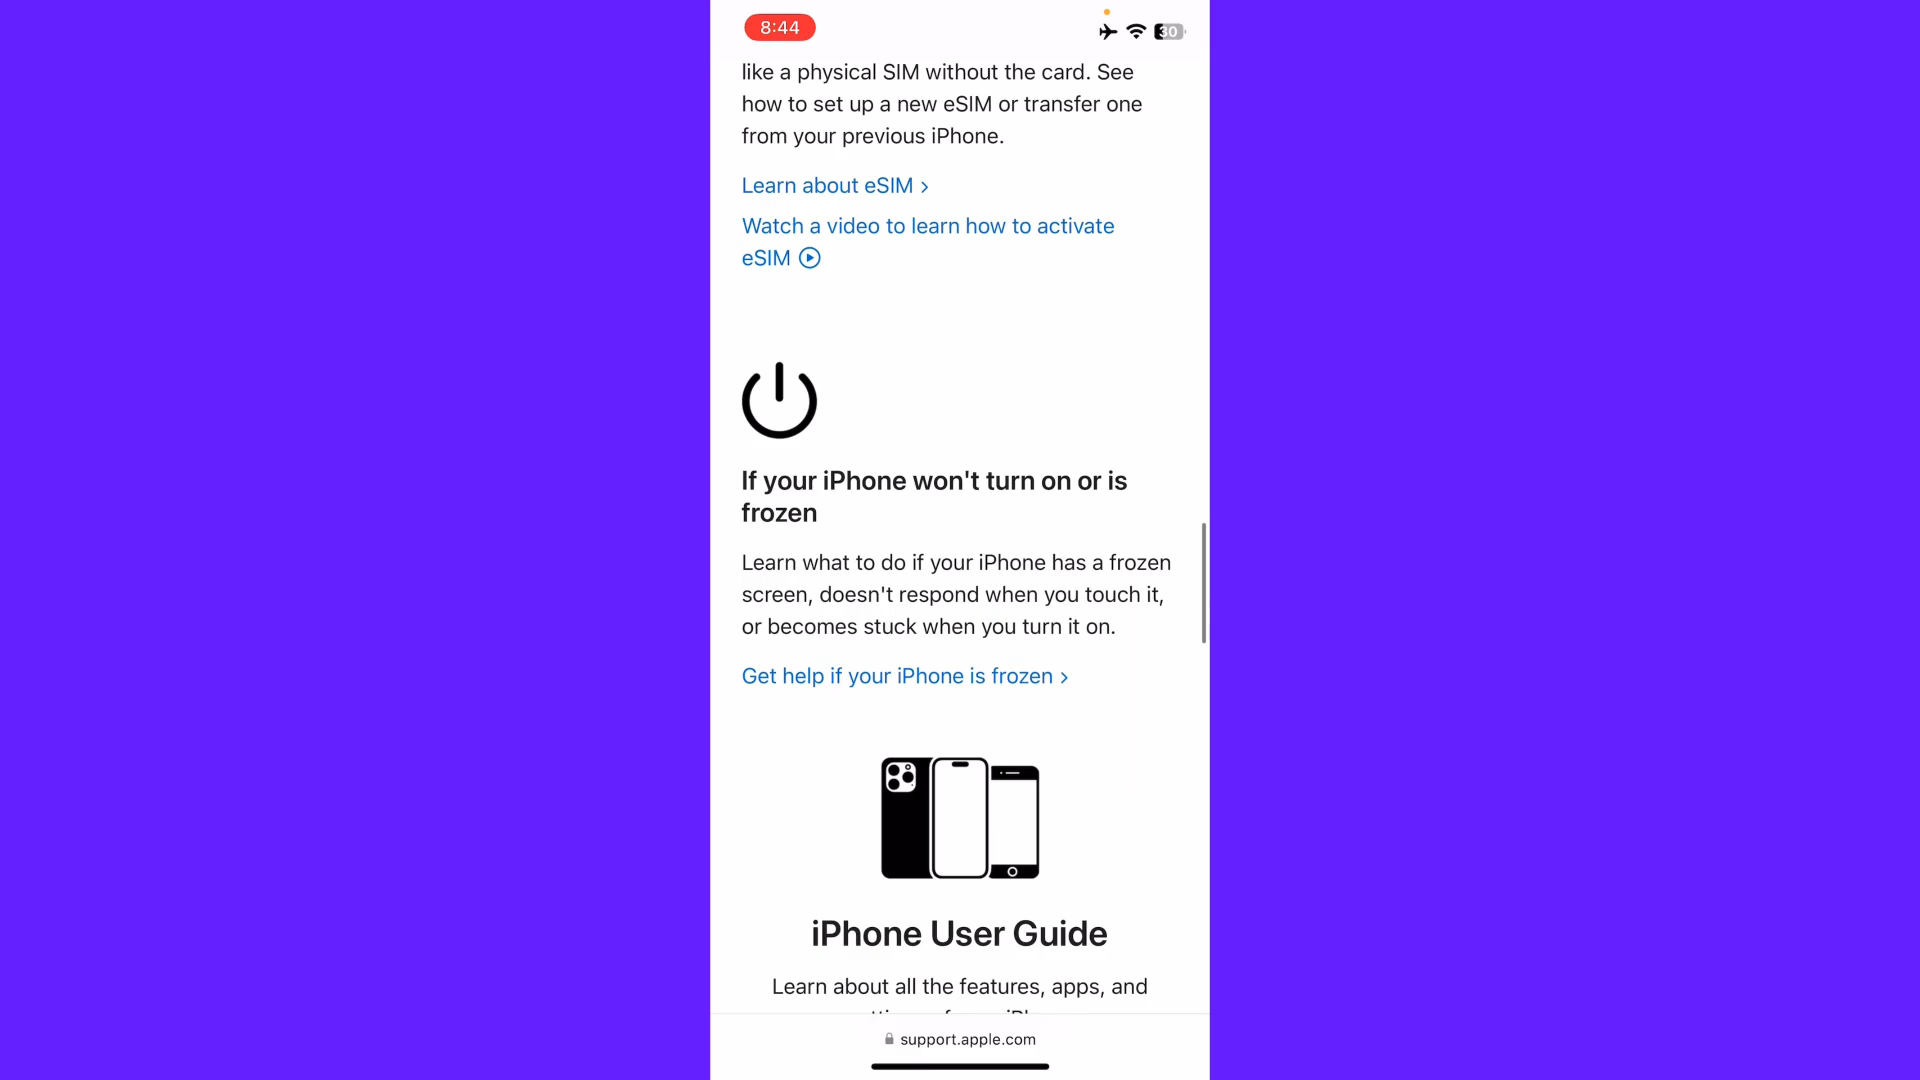 8:44
30
like a physical SIM without the card. See
how to set up a new eSIM or transfer one
from your previous iPhone.
Learn about eSIM >
Watch a video to learn how to activate
eSIM
If your iPhone won't turn on or is
frozen
Learn what to do if your iPhone has a frozen
screen, doesn't respond when you touch it,
or becomes stuck when you turn it on.
Get help if your iPhone is frozen >
iPhone User Guide
Learn about all the features, apps, and
support.apple.com